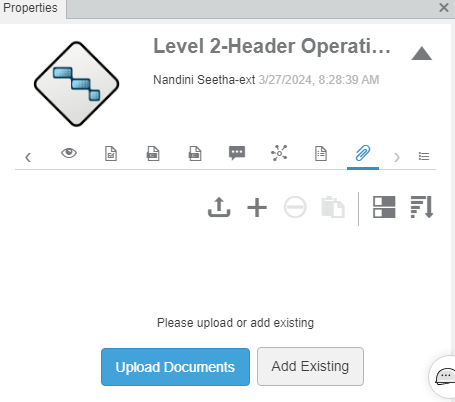 Properties
Level 2-Header Operati...
Nandini Seetha-ext 3/27/2024, 8:28:39 AM
Please upload or add existing
Upload Documents
Add Existing